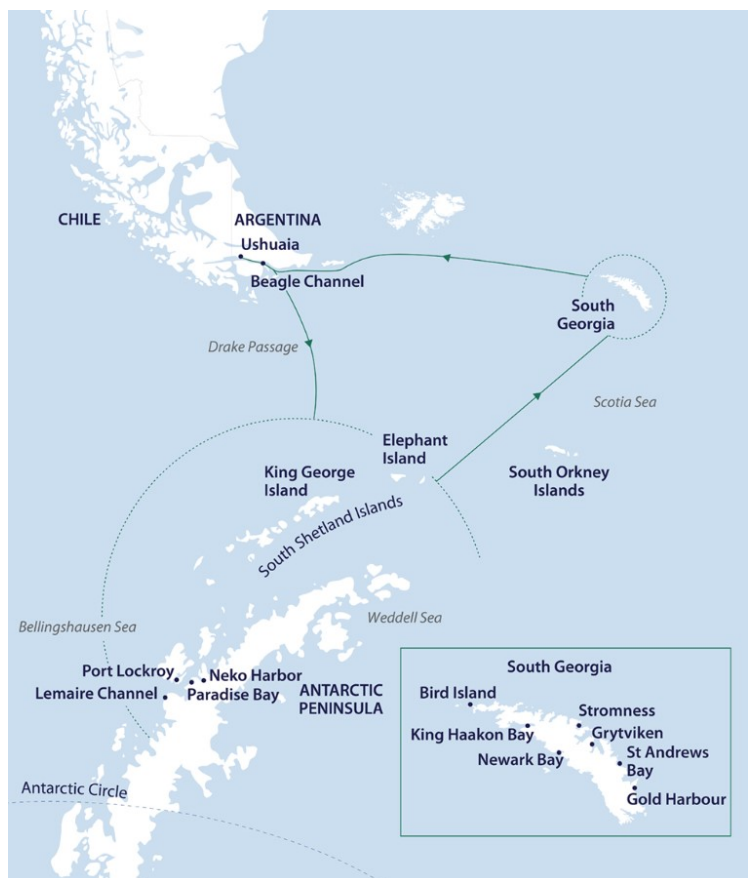 CHILE
ARGENTINA
Ushuaia
Beagle Channel
South
Georgia
Drake Passage
Scotia Sea
Elephant
Island
King George
Island
South Orkney
Islands
South Shetland Islands
Bellingshausen Sea
Weddell Sea
Port Lockroy
Neko Harbor
Lemaire Channel
Paradise Bay
ANTARCTIC
PENINSULA
Antarctic Circle
South Georgia
Bird Island
Stromness
King Haakon Bay
Grytviken
Newark Bay
St Andrews
Bay
Gold Harbour